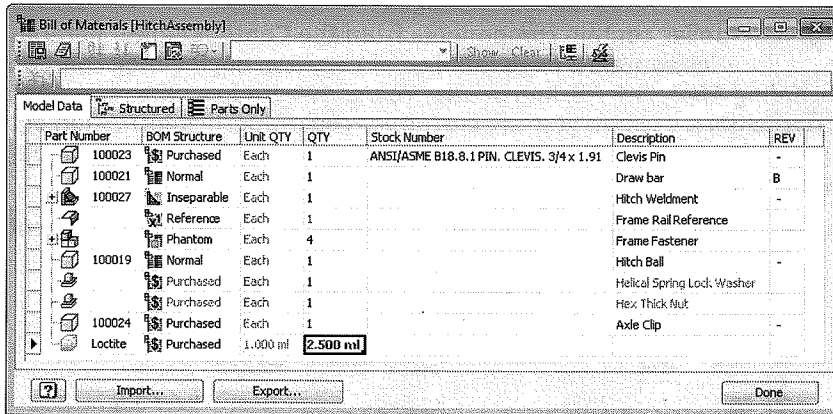 Bill of Materials [HitchAssembly]
Show Clear
Model Data Structured Parts Only
Part Number BOM Structure Unit QTY QTY Stock Number Description REV
100023 Purchased Each 1 ANSI/ASME B18.8.1 PIN. CLEVIS. 3/4 x 1.91 Clevis Pin -
100021 Normal Each 1 Draw bar B
100027 Inseparable Each 1 Hitch Weldment -
Reference Each 1 Frame Rail Reference
Phantom Each 4 Frame Fastener
100019 Normal Each 1 Hitch Ball -
Purchased Each 1 Helical Spring Lock Washer
Purchased Each 1 Hex Thick Nut
100024 Purchased Each 1 Axle Clip -
Loctite Purchased 1.000 ml 2.500 ml
Import... Export... Done